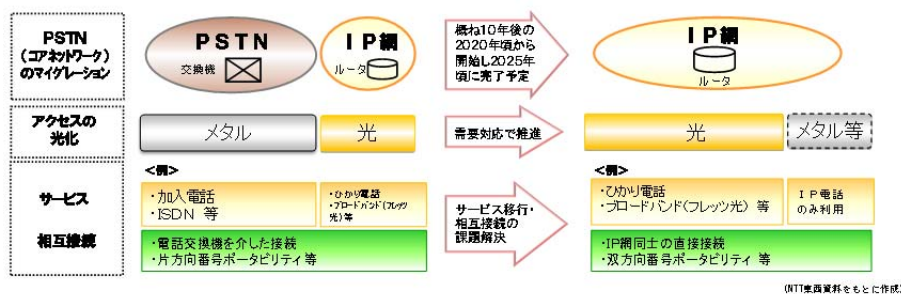 PSTN
(コアネットワーク)
のマイグレーション
PSTN
交換機
IP網
ルータ
概ね10年後の
2020年頃から
開始し2025年
頃に完了予定
IP網
ルータ
アクセスの
光化
メタル
光
需要対応で推進
光
メタル等
サービス
相互接続
<例>
・加入電話
・ISDN 等
・ひかり電話
・ブロードバンド(フレッツ
光)等
・電話交換機を介した接続
・片方向番号ポータビリティ等
サービス移行・
相互接続の
課題解決
<例>
・ひかり電話
・ブロードバンド(フレッツ光) 等
IP電話
のみ利用
・IP網同士の直接接続
・双方向番号ポータビリティ 等
(NTT東西資料をもとに作成)